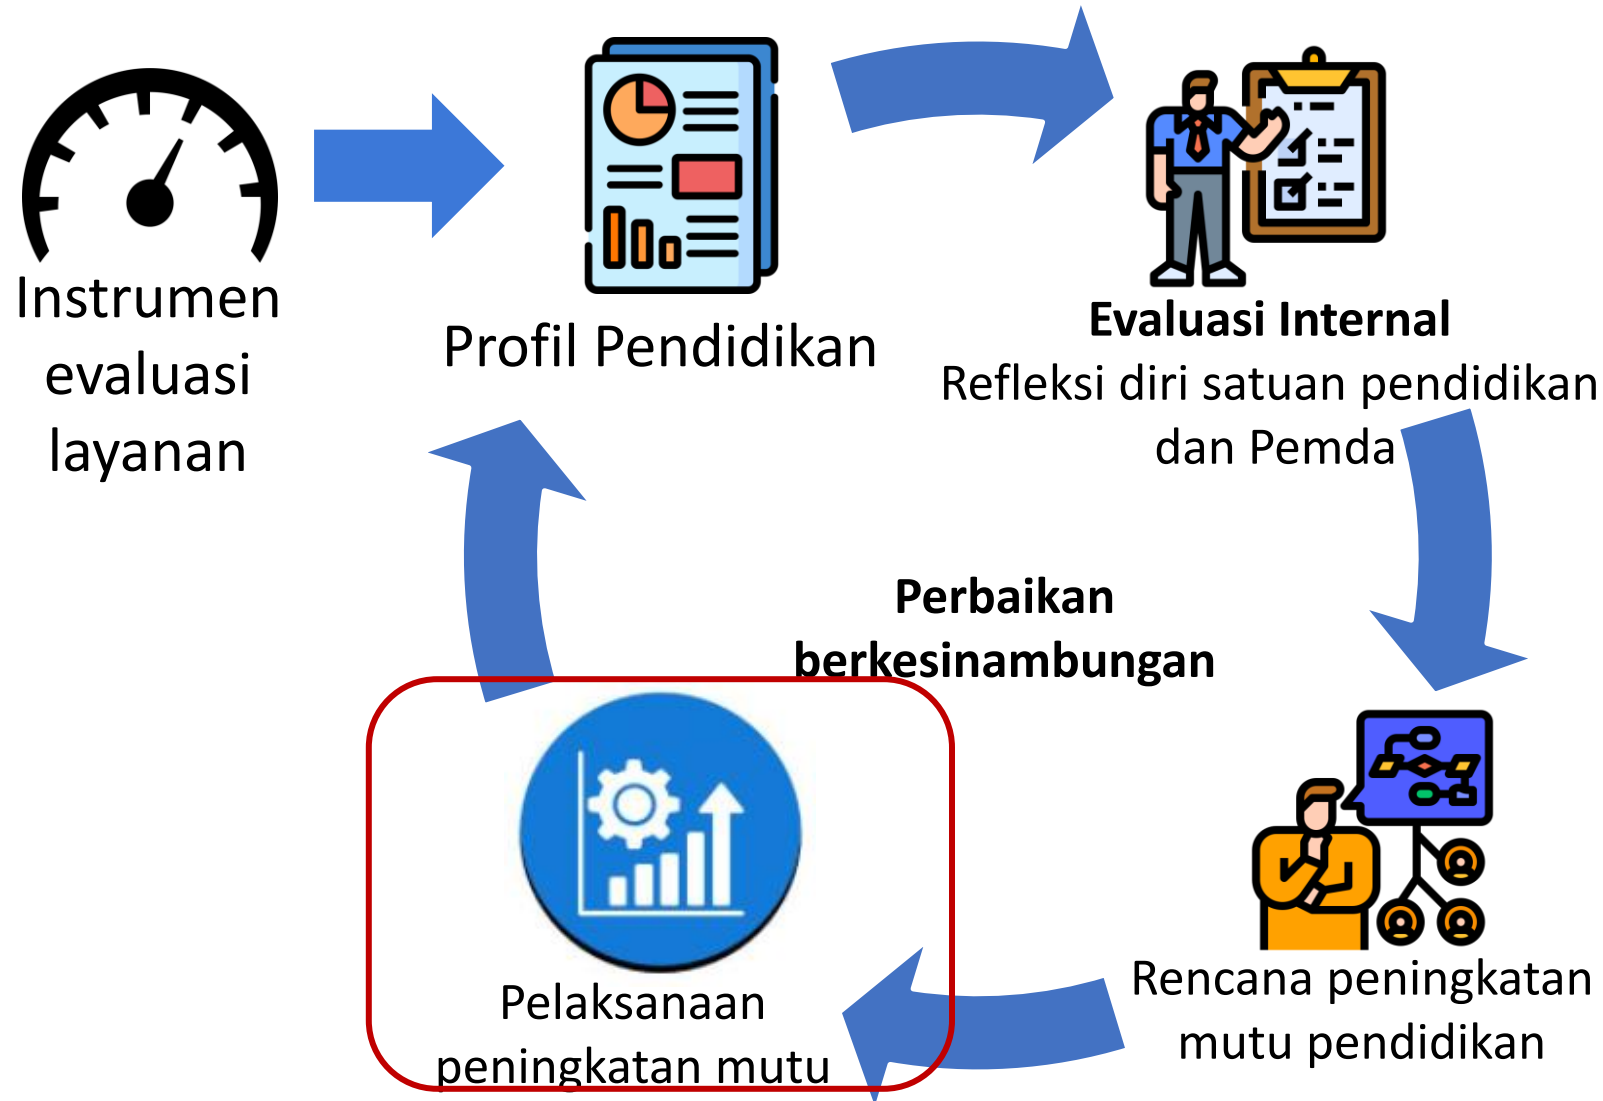 Instrumen
evaluasi
layanan
Profil Pendidikan
Evaluasi Internal
Refleksi diri satuan pendidikan
dan Pemda
Perbaikan
berkesinambungan
Rencana peningkatan
mutu pendidikan
Pelaksanaan
peningkatan mutu